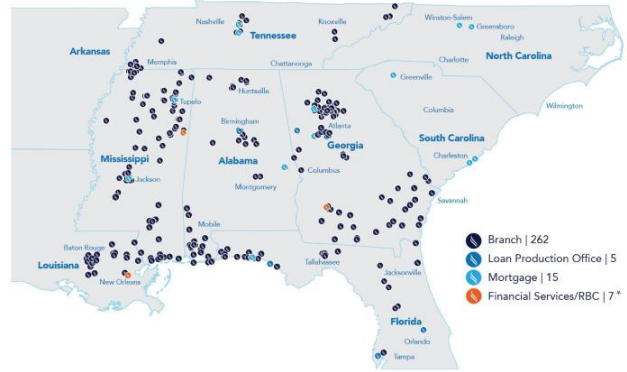 Nashville
Knoxville
Winston-Salem
Greensboro
Raleigh
Tennessee
Arkansas
North Carolina
Memphis
Chattanooga
Charlotte
Greenville
Huntsville
Tupelo
Columbia
Wilmington
Birmingham
Atlanta
South Carolina
Georgia
Mississippi
Alabama
Charleston
Columbus
Jackson
Montgomery
Savannah
Mobile
Baton Rouge
Branch | 262
Louisiana
Tallahassee
Loan Production Office | 5
Jacksonville
Mortgage | 15
New Orleans
Financial Services/RBC | 7*
Florida
Orlando
Tampa